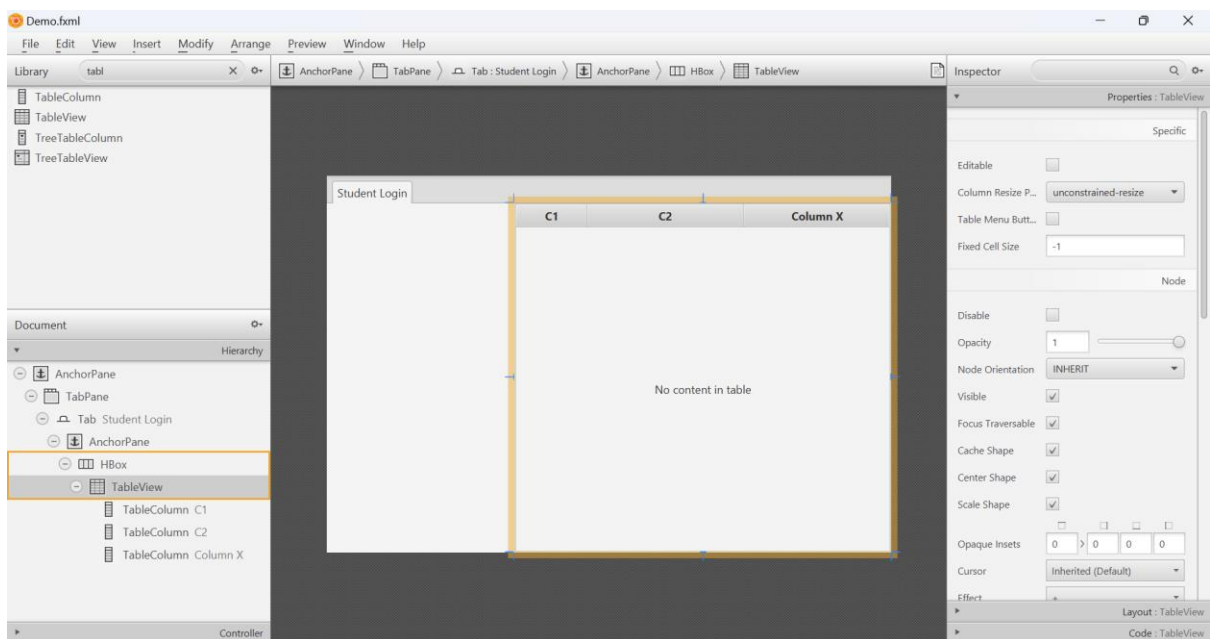 Demo.fxml
File Edit View Insert Modify Arrange Preview Window Help
Library tabl
TableColumn
TableView
TreeTableColumn
TreeTableView
AnchorPane TabPane Tab : Student Login AnchorPane HBox TableView
Student Login
C1 C2 Column X
No content in table
Document
Hierarchy
AnchorPane
TabPane
Tab Student Login
AnchorPane
HBox
TableView
TableColumn C1
TableColumn C2
TableColumn Column X
Controller
Inspector
Properties : TableView
Specific
Editable
Column Resize P... unconstrained-resize
Table Menu Butt...
Fixed Cell Size -1
Node
Disable
Opacity 1
Node Orientation INHERIT
Visible
Focus Traversable
Cache Shape
Center Shape
Scale Shape
Opaque Insets 0 0 0 0
Cursor Inherited (Default)
Effect +
Layout : TableView
Code : TableView